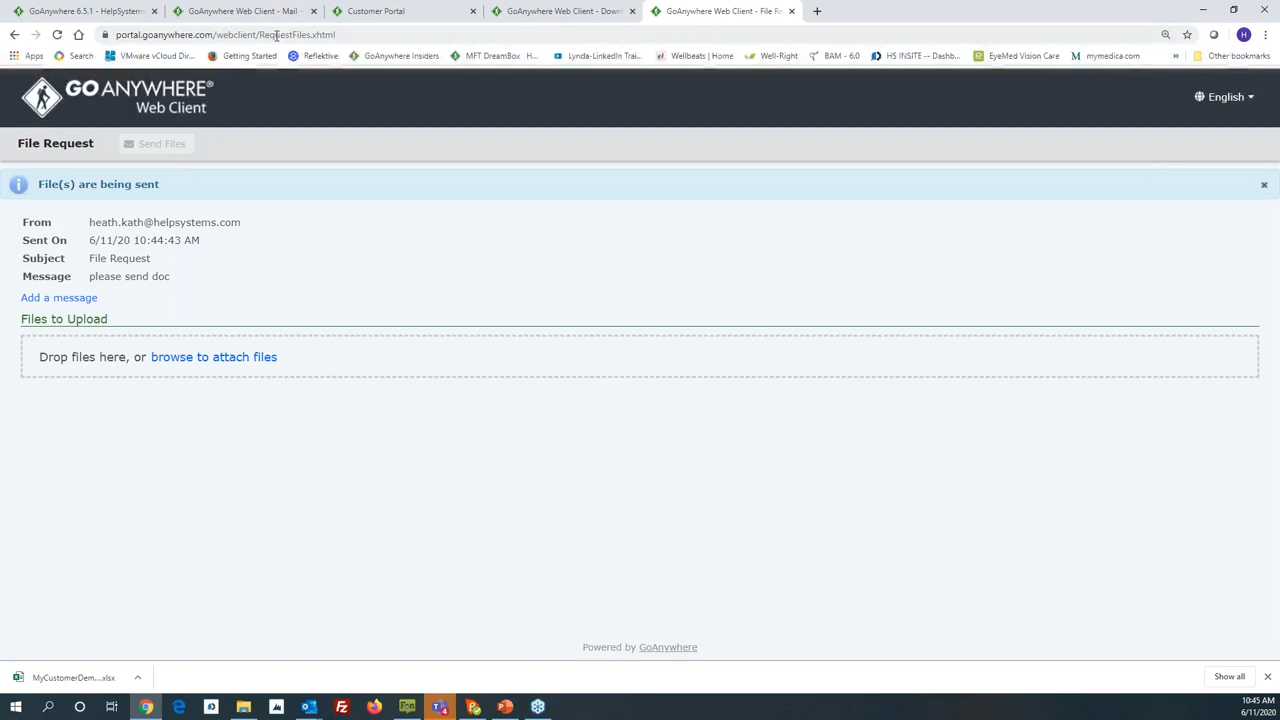 GoAnywhere 6.5.1 - HelpSystems
GoAnywhere Web Client - Mail -
Customer Portal
GoAnywhere Web Client - Downl
GoAnywhere Web Client - File Re
portal.goanywhere.com/webclient/RequestFiles.xhtml
H
Apps
Search
VMware vCloud Dir...
Getting Started
Reflektive
GoAnywhere Insiders
MFT DreamBox H...
Lynda-LinkedIn Trai...
Wellbeats | Home
Well-Right
BAM - 6.0
HS INSITE -- Dashb...
EyeMed Vision Care
mymedica.com
»
Other bookmarks
GO ANYWHERE®
Web Client
English
File Request
Send Files
File(s) are being sent
From heath.kath@helpsystems.com
Sent On 6/11/20 10:44:43 AM
Subject File Request
Message please send doc
Add a message
Files to Upload
Drop files here, or browse to attach files
Powered by GoAnywhere
MyCustomerDem....xlsx
Show all
10:45 AM
6/11/2020